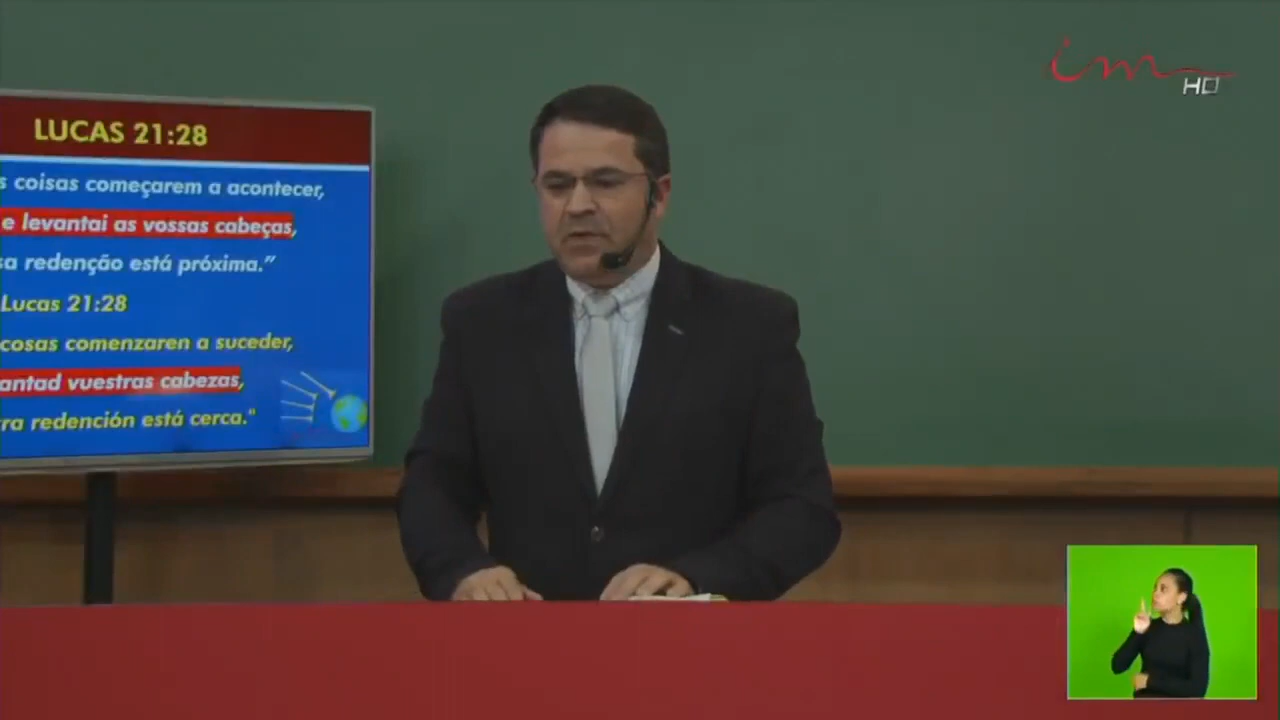 im
HD
LUCAS 21:28
s coisas começarem a acontecer,
e levantai as vossas cabeças,
sa redenção está próxima.”
Lucas 21:28
cosas comenzaren a suceder,
antad vuestras cabezas,
ra redención está cerca."